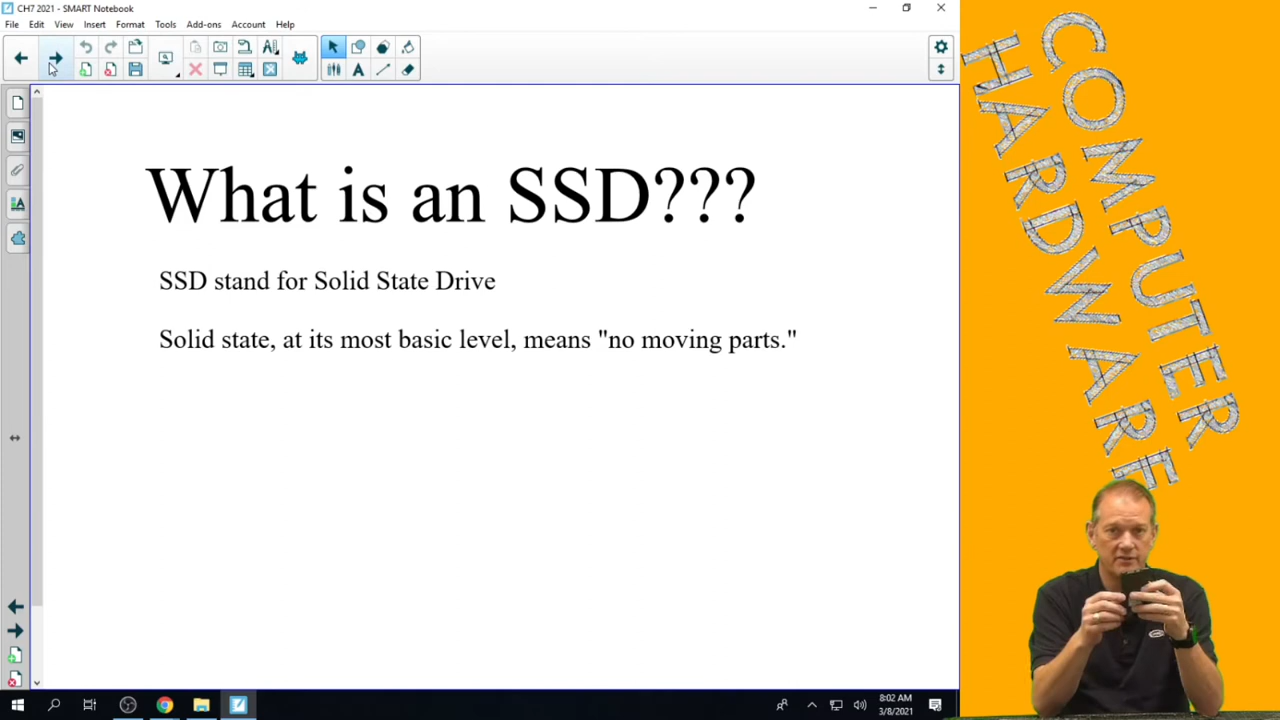 CH7 2021 - SMART Notebook
File Edit View Insert Format Tools Add-ons Account Help
What is an SSD???
SSD stand for Solid State Drive
Solid state, at its most basic level, means "no moving parts."
COMPUTER
HARDWARE
8:02 AM
3/8/2021